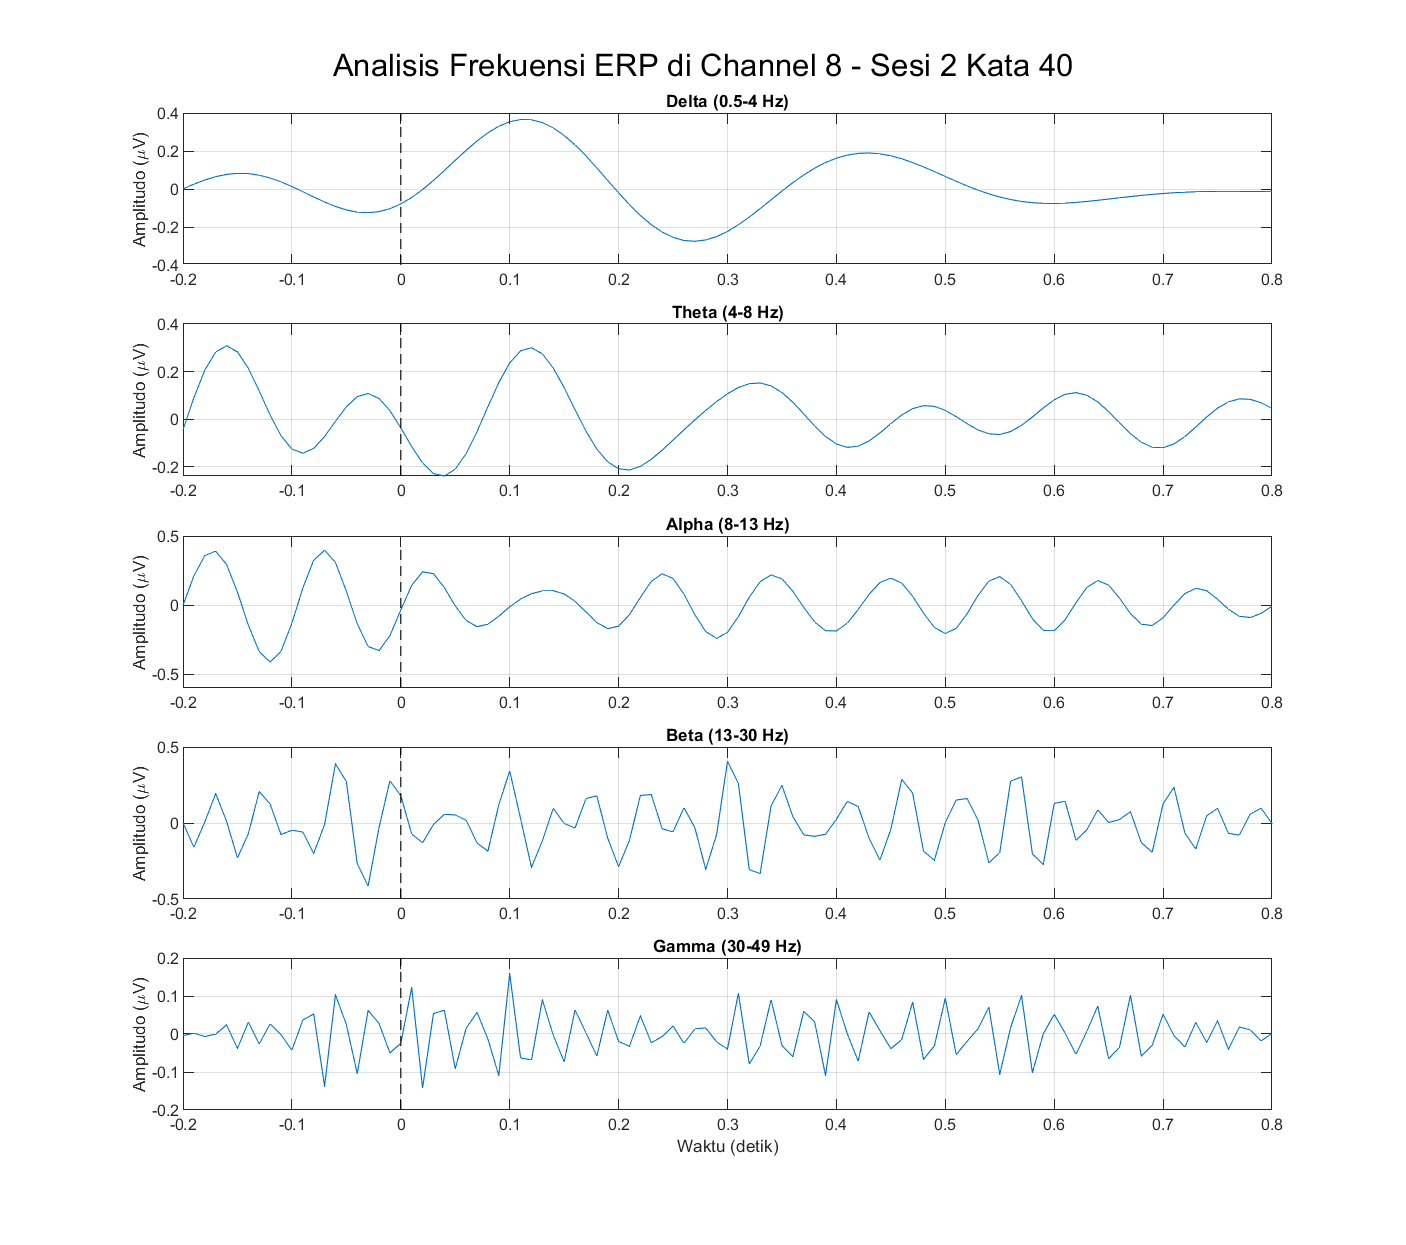 Analisis Frekuensi ERP di Channel 8 - Sesi 2 Kata 40
Delta (0.5-4 Hz)
Amplitudo (μV)
0.4
0.2
0
-0.2
-0.4
-0.2 -0.1 0 0.1 0.2 0.3 0.4 0.5 0.6 0.7 0.8
Theta (4-8 Hz)
Amplitudo (μV)
0.4
0.2
0
-0.2
-0.2 -0.1 0 0.1 0.2 0.3 0.4 0.5 0.6 0.7 0.8
Alpha (8-13 Hz)
Amplitudo (μV)
0.5
0
-0.5
-0.2 -0.1 0 0.1 0.2 0.3 0.4 0.5 0.6 0.7 0.8
Beta (13-30 Hz)
Amplitudo (μV)
0.5
0
-0.5
-0.2 -0.1 0 0.1 0.2 0.3 0.4 0.5 0.6 0.7 0.8
Gamma (30-49 Hz)
Amplitudo (μV)
0.2
0.1
0
-0.1
-0.2
-0.2 -0.1 0 0.1 0.2 0.3 0.4 0.5 0.6 0.7 0.8
Waktu (detik)